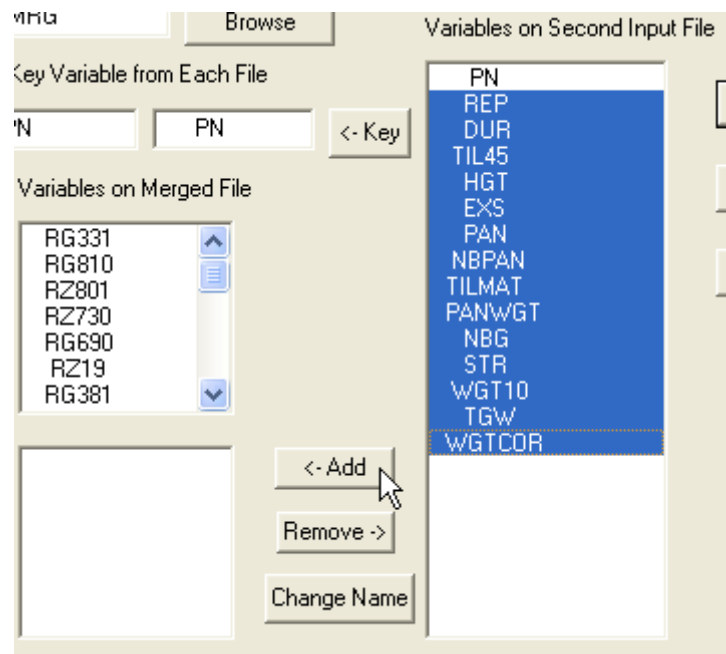 MRG
Browse
Variables on Second Input File
Key Variable from Each File
PN
PN
<- Key
Variables on Merged File
RG331
RG810
RZ801
RZ730
RG690
RZ19
RG381
PN
REP
DUR
TIL45
HGT
EXS
PAN
NBPAN
TILMAT
PANWGT
NBG
STR
WGT10
TGW
WGTCOR
<- Add
Remove ->
Change Name